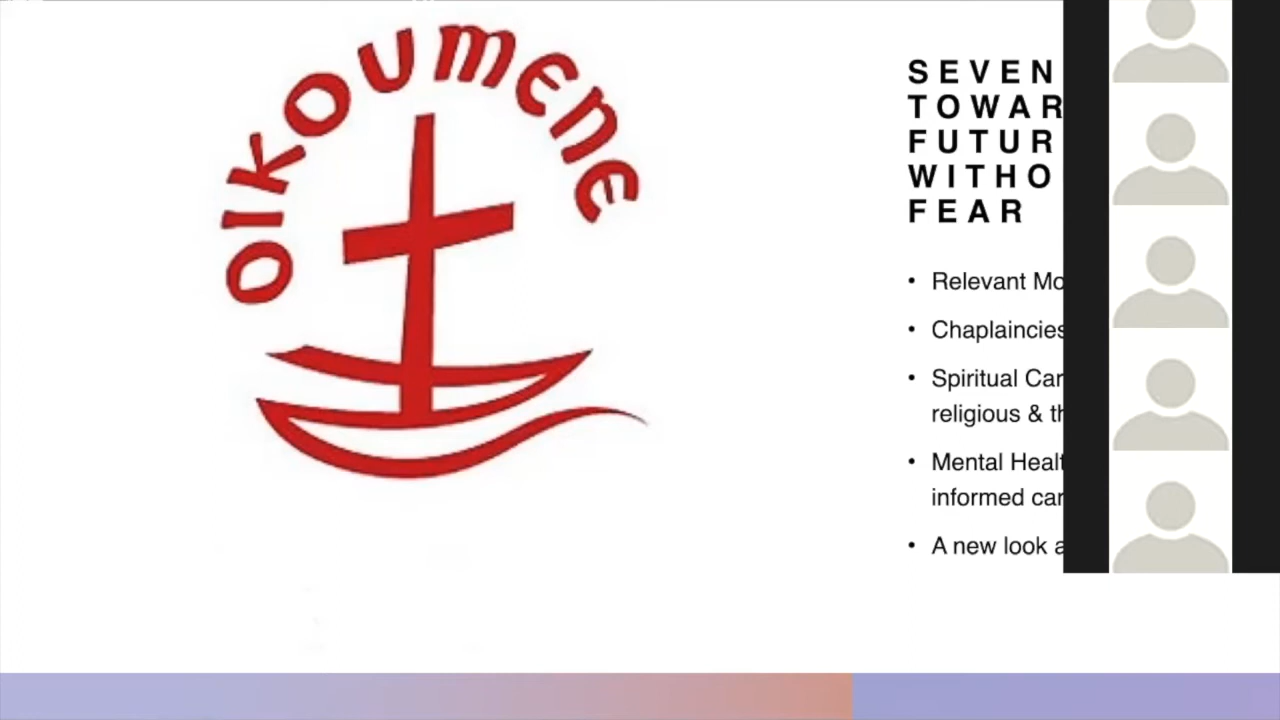 OIKOUMENE
SEVEN
TOWAR
FUTUR
WITHO
FEAR
• Relevant Mo
• Chaplaincies
• Spiritual Car
religious & th
• Mental Healt
informed car
• A new look a